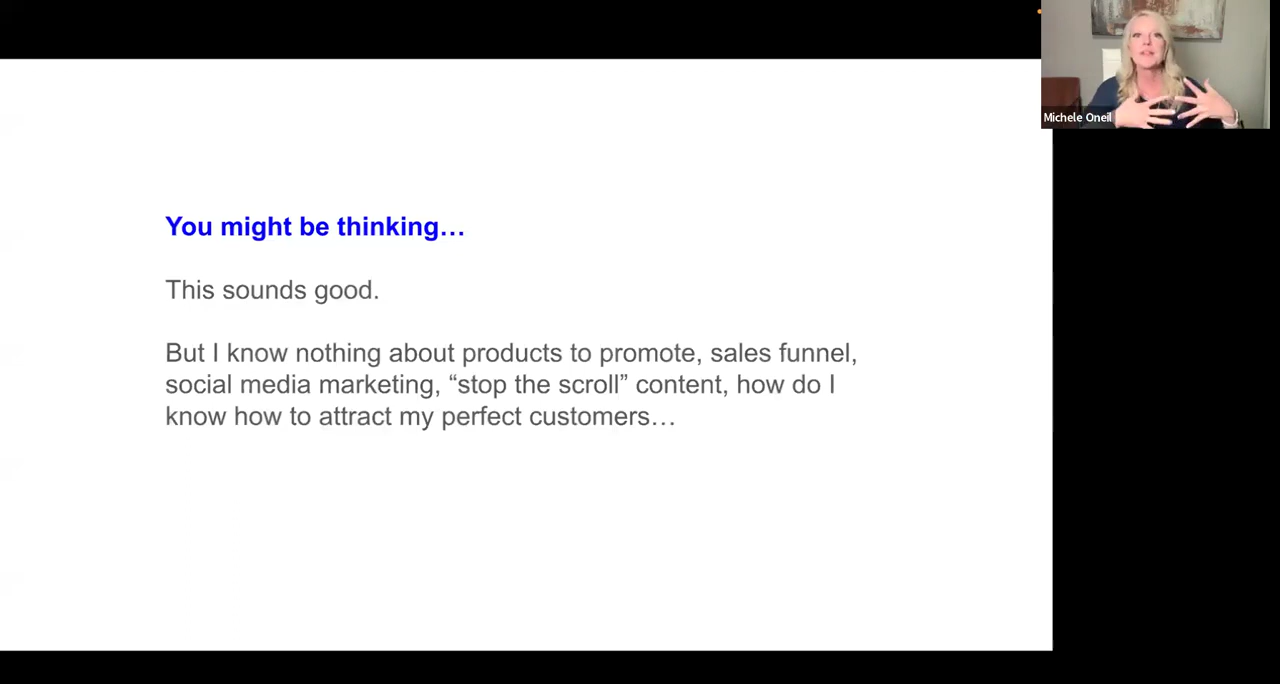 Michele Oneil
You might be thinking…
This sounds good.
But I know nothing about products to promote, sales funnel,
social media marketing, “stop the scroll” content, how do I
know how to attract my perfect customers…